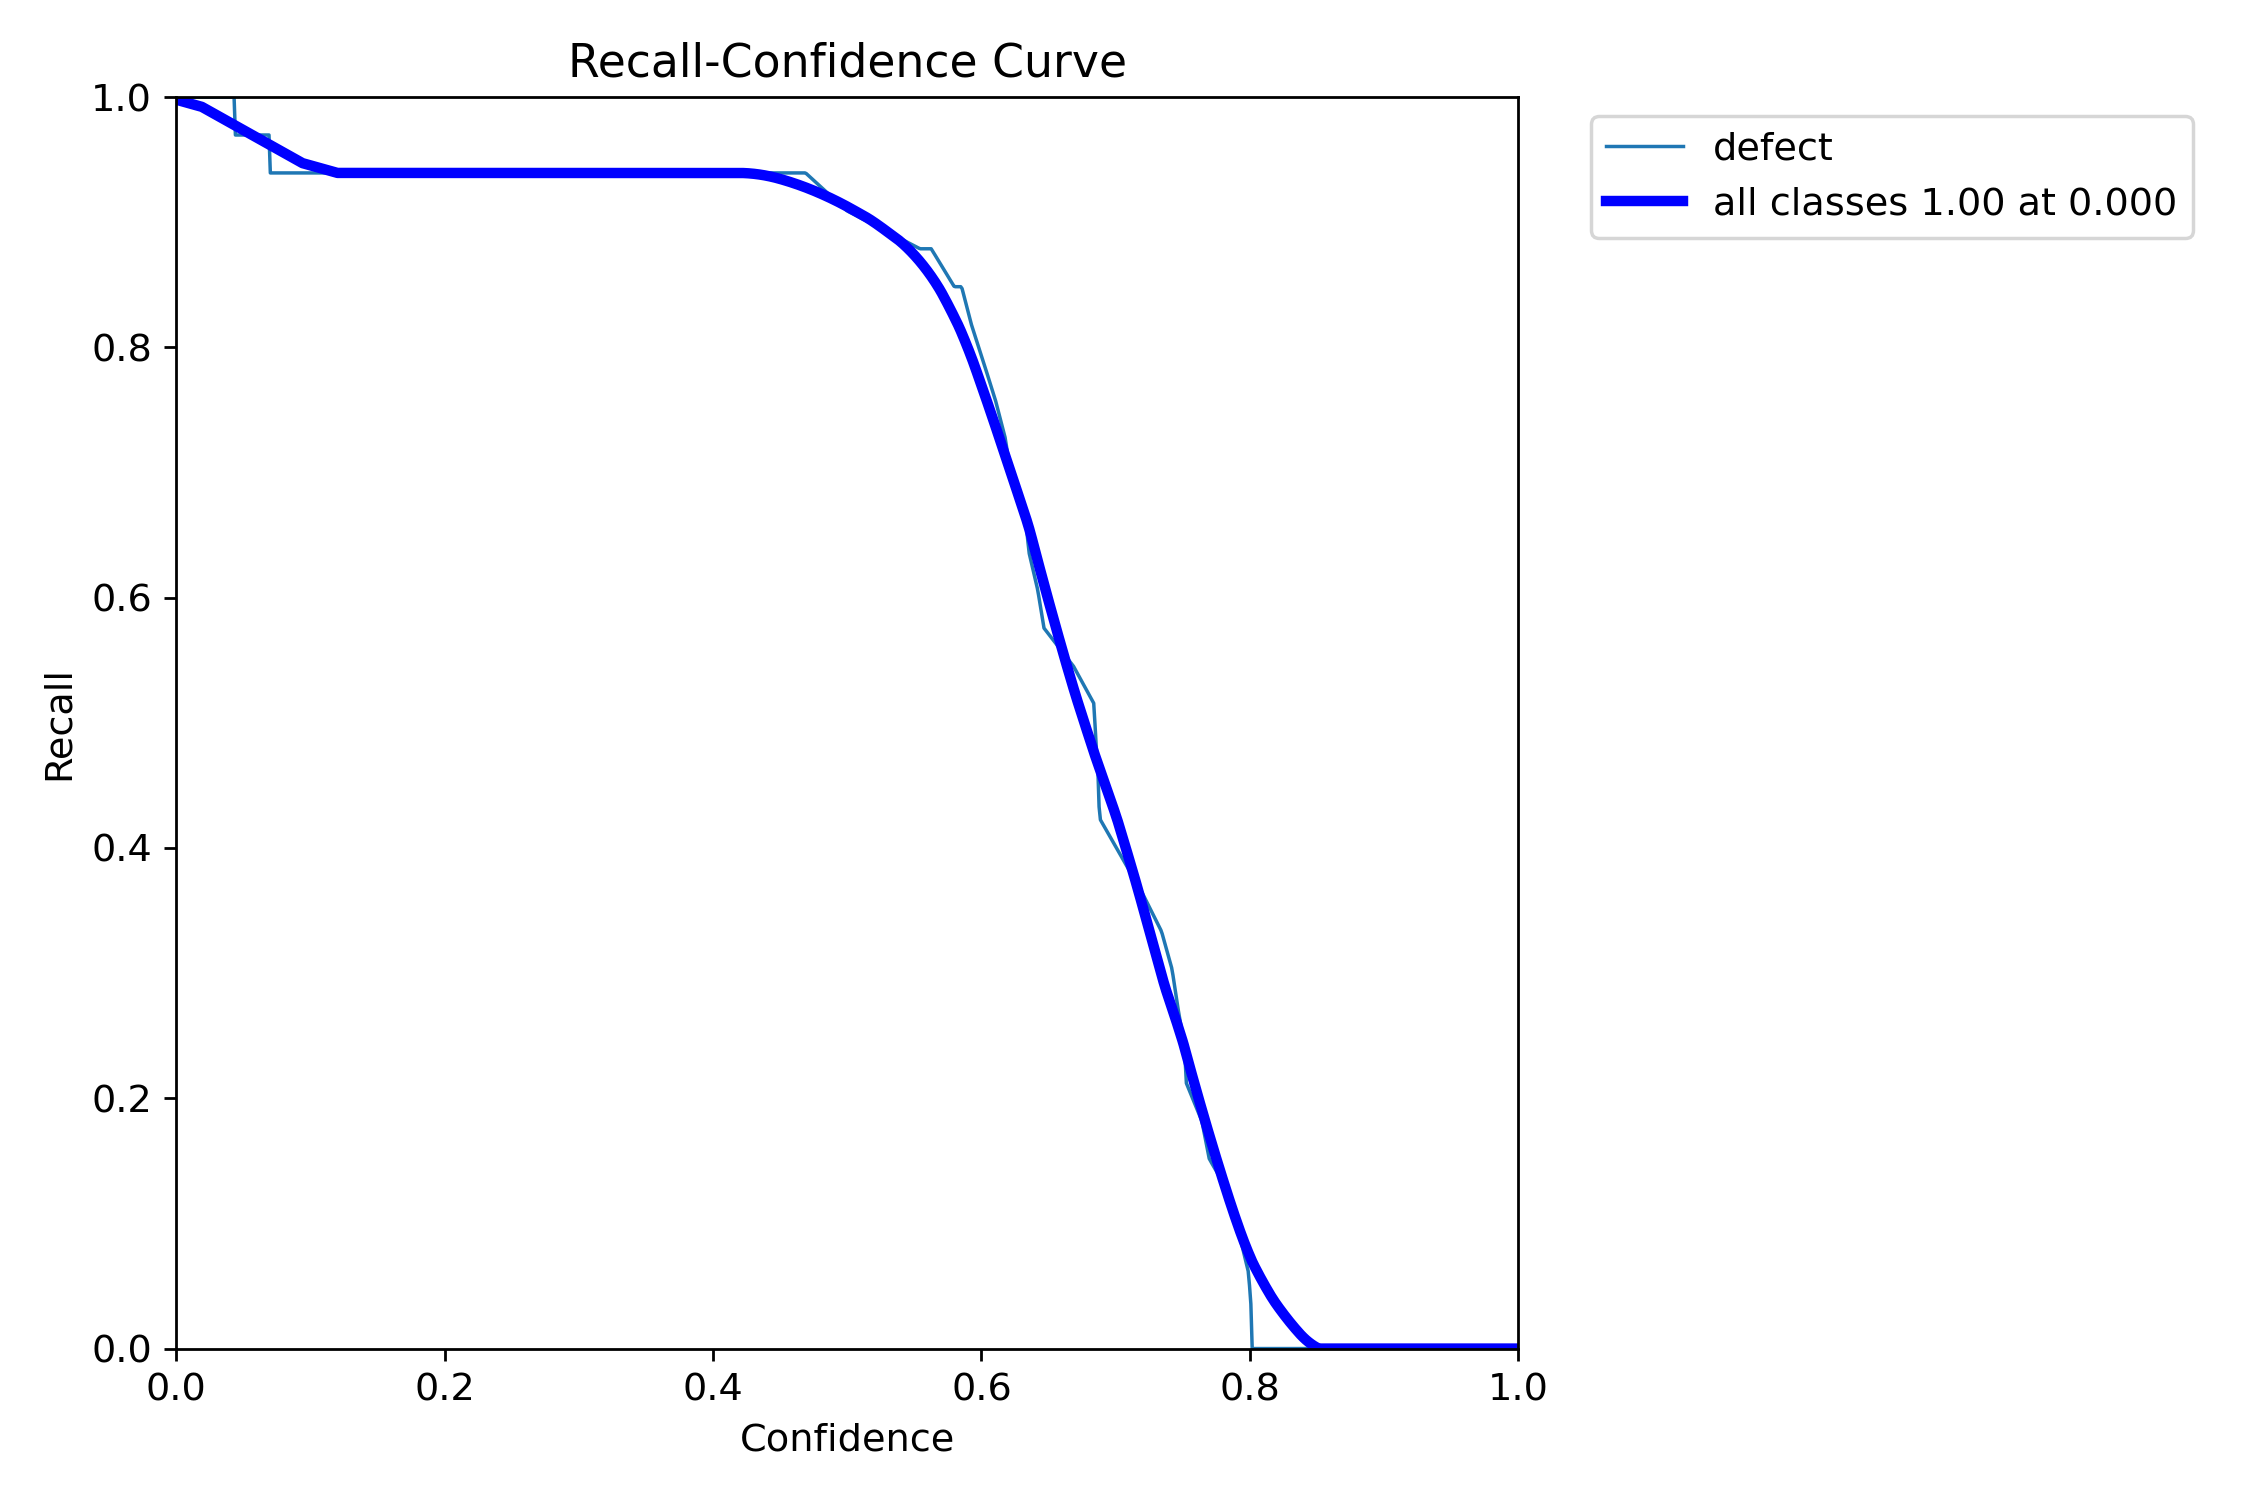 Recall-Confidence Curve
1.0
0.8
0.6
0.4
0.2
0.0
Recall
0.0 0.2 0.4 0.6 0.8 1.0
Confidence
defect
all classes 1.00 at 0.000